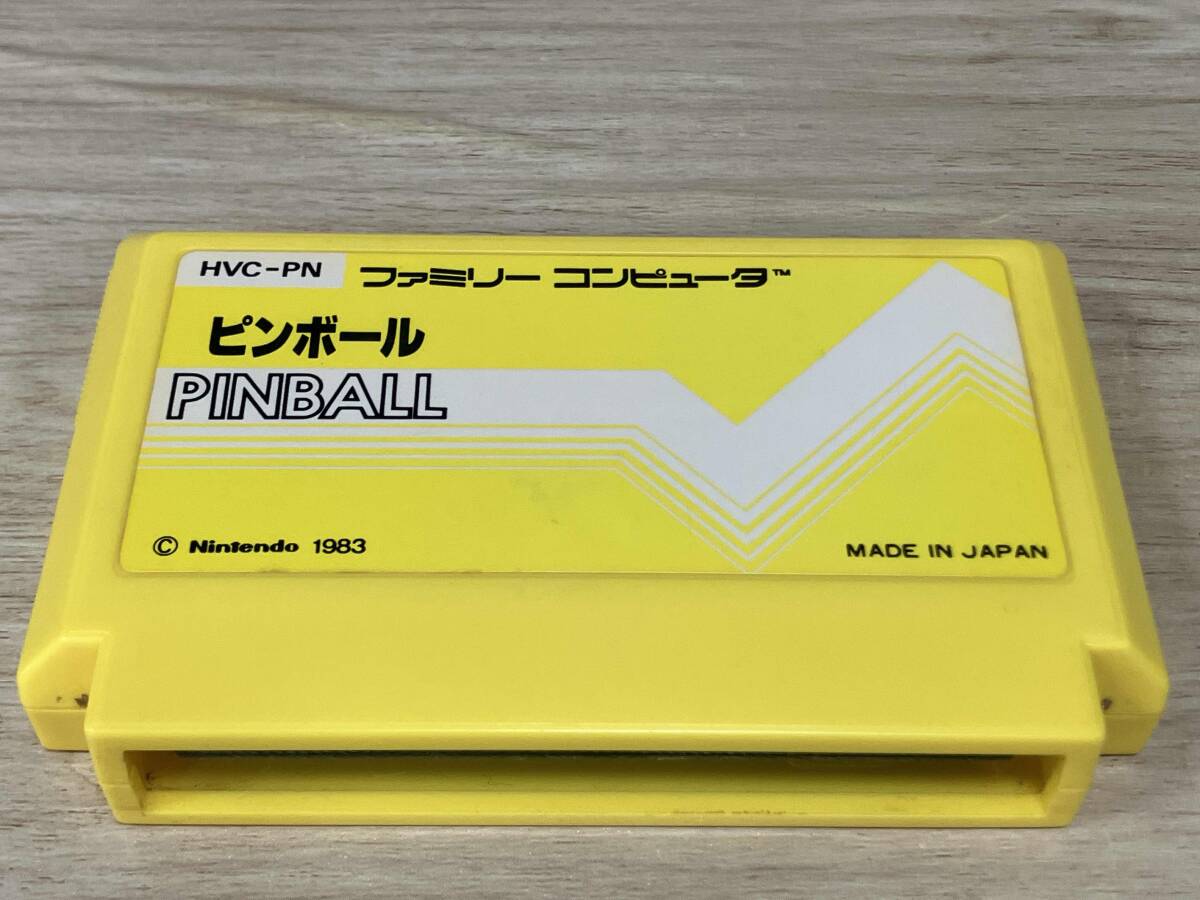 HVC-PN ファミリー コンピュータ™
ピンボール
PINBALL
© Nintendo 1983
MADE IN JAPAN